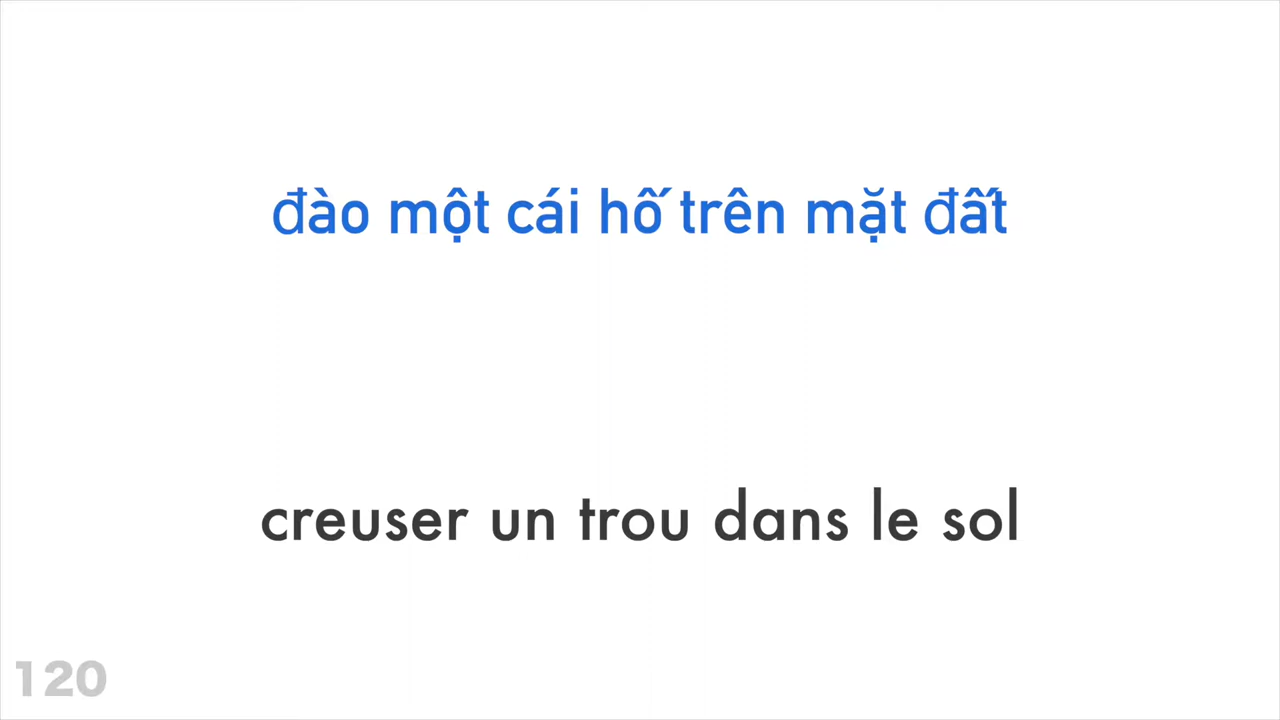 đào một cái hố trên mặt đất
creuser un trou dans le sol
120